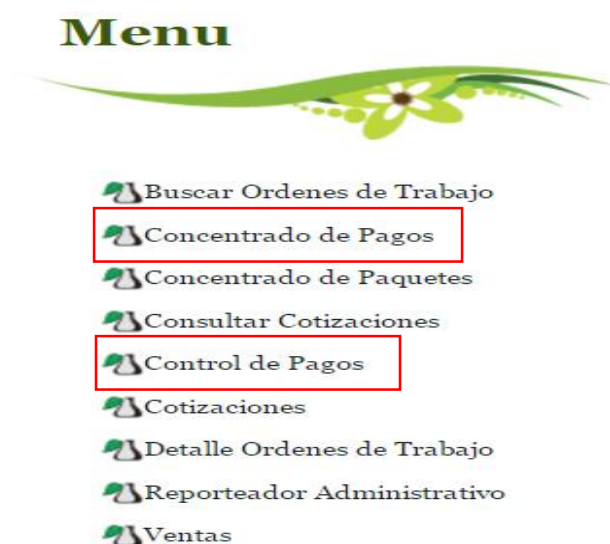 Menu
Buscar Ordenes de Trabajo
Concentrado de Pagos
Concentrado de Paquetes
Consultar Cotizaciones
Control de Pagos
Cotizaciones
Detalle Ordenes de Trabajo
Reporteador Administrativo
Ventas